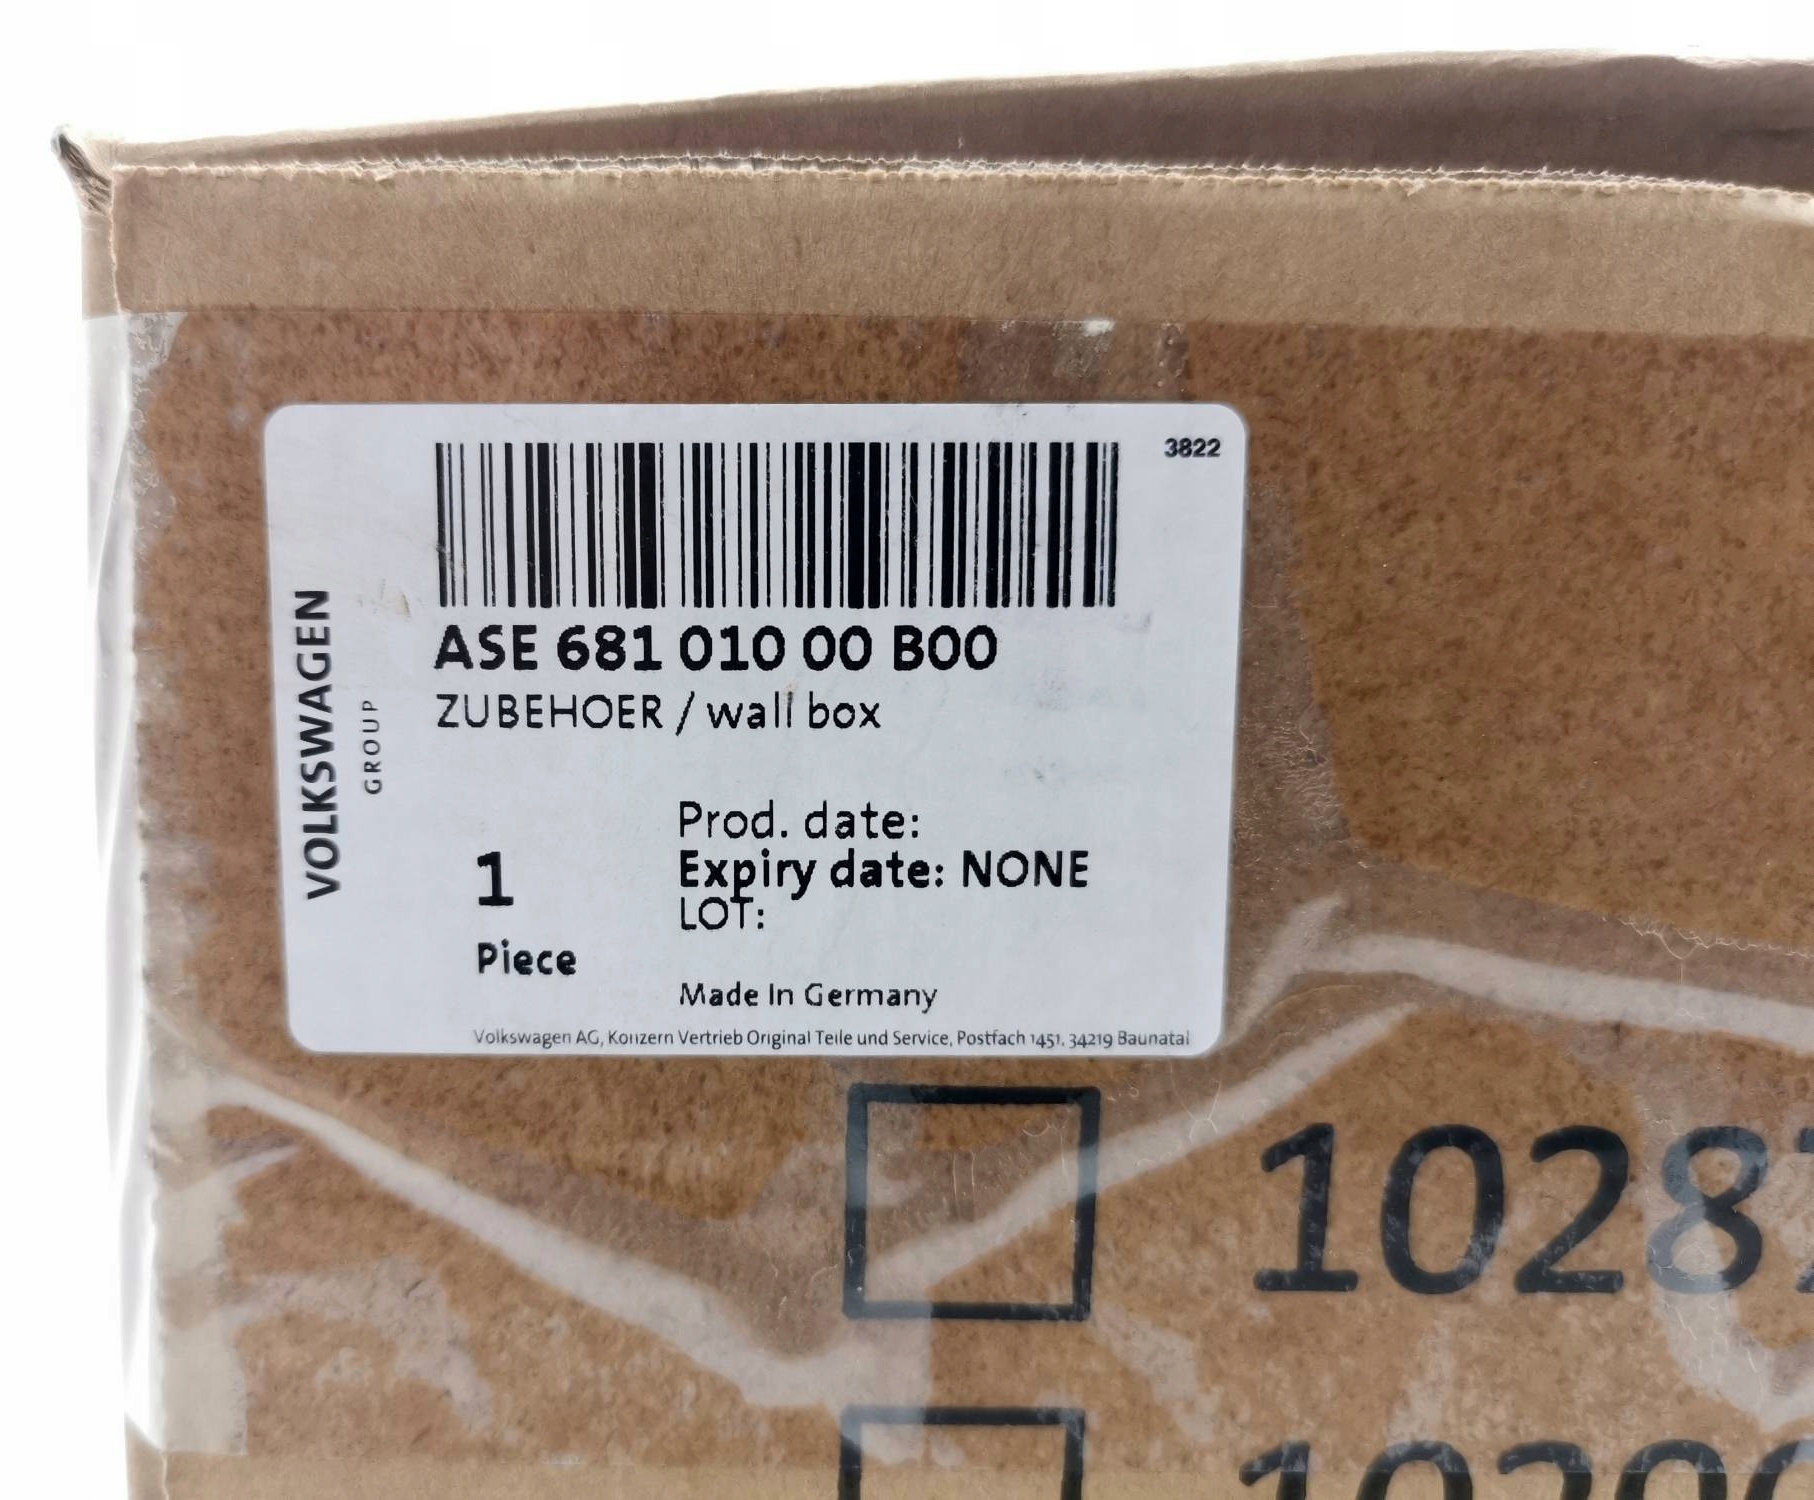 3822
ASE 681 010 00 B00
ZUBEHOER / wall box
VOLKSWAGEN
GROUP
Prod. date:
Expiry date: NONE
LOT:
1
Piece
Made In Germany
Volkswagen AG, Konzern Vertrieb Original Teile und Service, Postfach 1451, 34219 Baunatal
1028